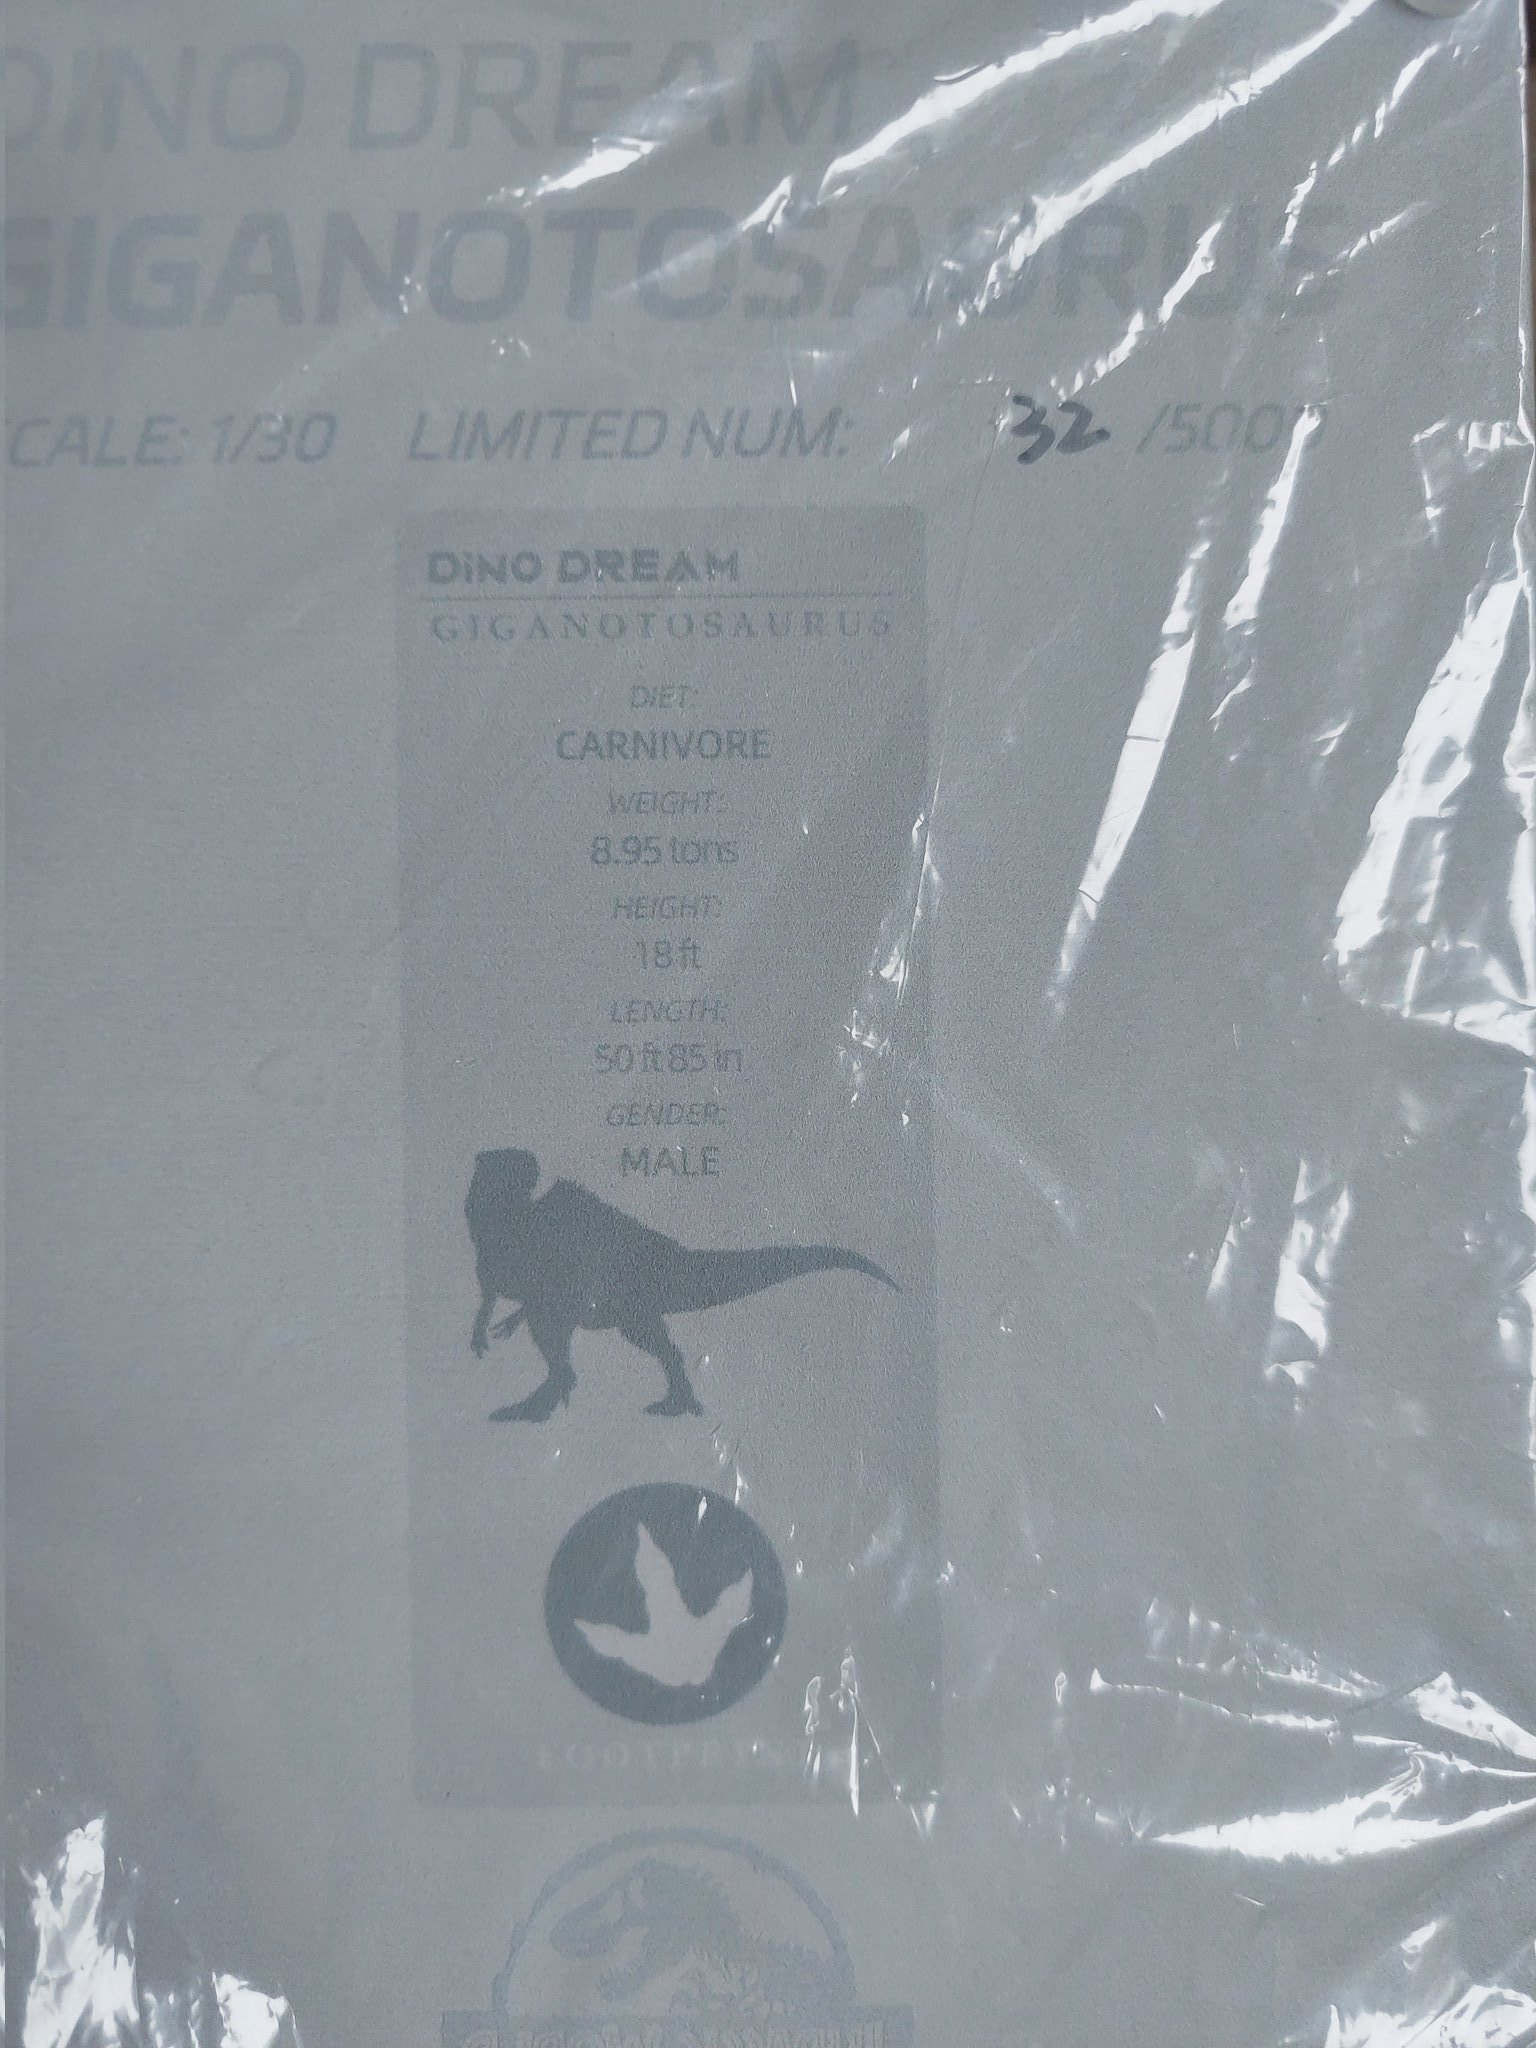 DINO DREAM
GIGANOTOSAURUS
SCALE: 1/30 LIMITED NUM: 32 /5000
DiNO DREAM
GIGANOTOSAURUS
DIET:
CARNIVORE
WEIGHT:
8.95 tons
HEIGHT:
18 ft
LENGTH:
50 ft 85 in
GENDER:
MALE